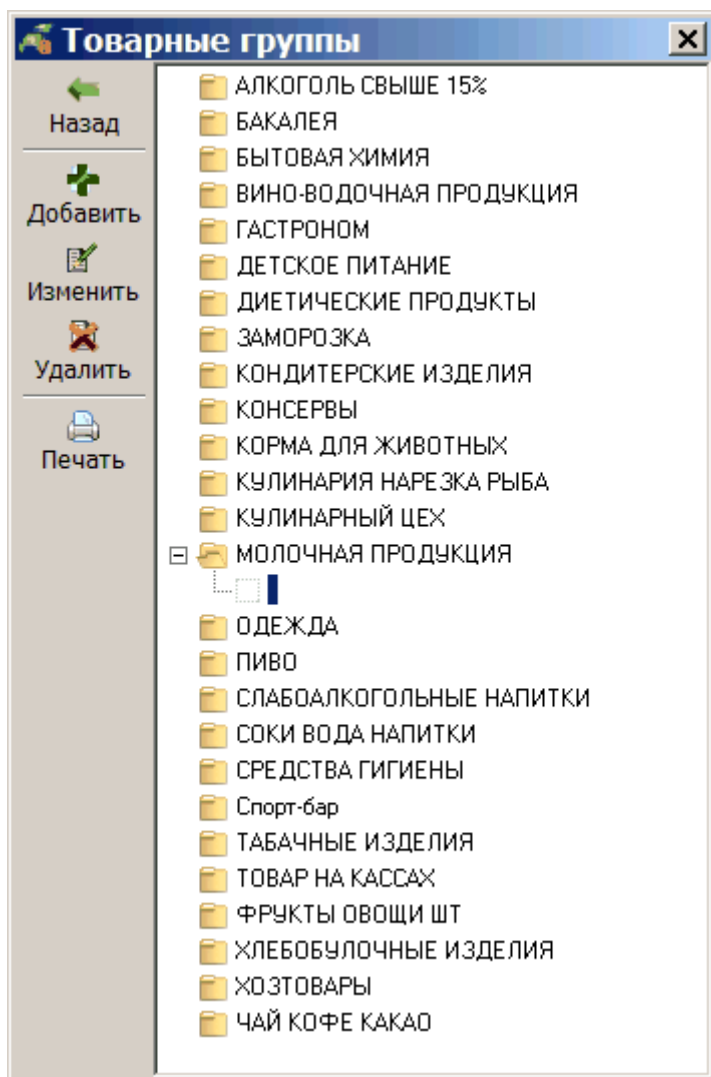 Товарные группы
Назад
Добавить
Изменить
Удалить
Печать
АЛКОГОЛЬ СВЫШЕ 15%
БАКАЛЕЯ
БЫТОВАЯ ХИМИЯ
ВИНО-ВОДОЧНАЯ ПРОДУКЦИЯ
ГАСТРОНОМ
ДЕТСКОЕ ПИТАНИЕ
ДИЕТИЧЕСКИЕ ПРОДУКТЫ
ЗАМОРОЗКА
КОНДИТЕРСКИЕ ИЗДЕЛИЯ
КОНСЕРВЫ
КОРМА ДЛЯ ЖИВОТНЫХ
КУЛИНАРИЯ НАРЕЗКА РЫБА
КУЛИНАРНЫЙ ЦЕХ
МОЛОЧНАЯ ПРОДУКЦИЯ
ОДЕЖДА
ПИВО
СЛАБОАЛКОГОЛЬНЫЕ НАПИТКИ
СОКИ ВОДА НАПИТКИ
СРЕДСТВА ГИГИЕНЫ
Спорт-бар
ТАБАЧНЫЕ ИЗДЕЛИЯ
ТОВАР НА КАССАХ
ФРУКТЫ ОВОЩИ ШТ
ХЛЕБОБУЛОЧНЫЕ ИЗДЕЛИЯ
ХОЗТОВАРЫ
ЧАЙ КОФЕ КАКАО